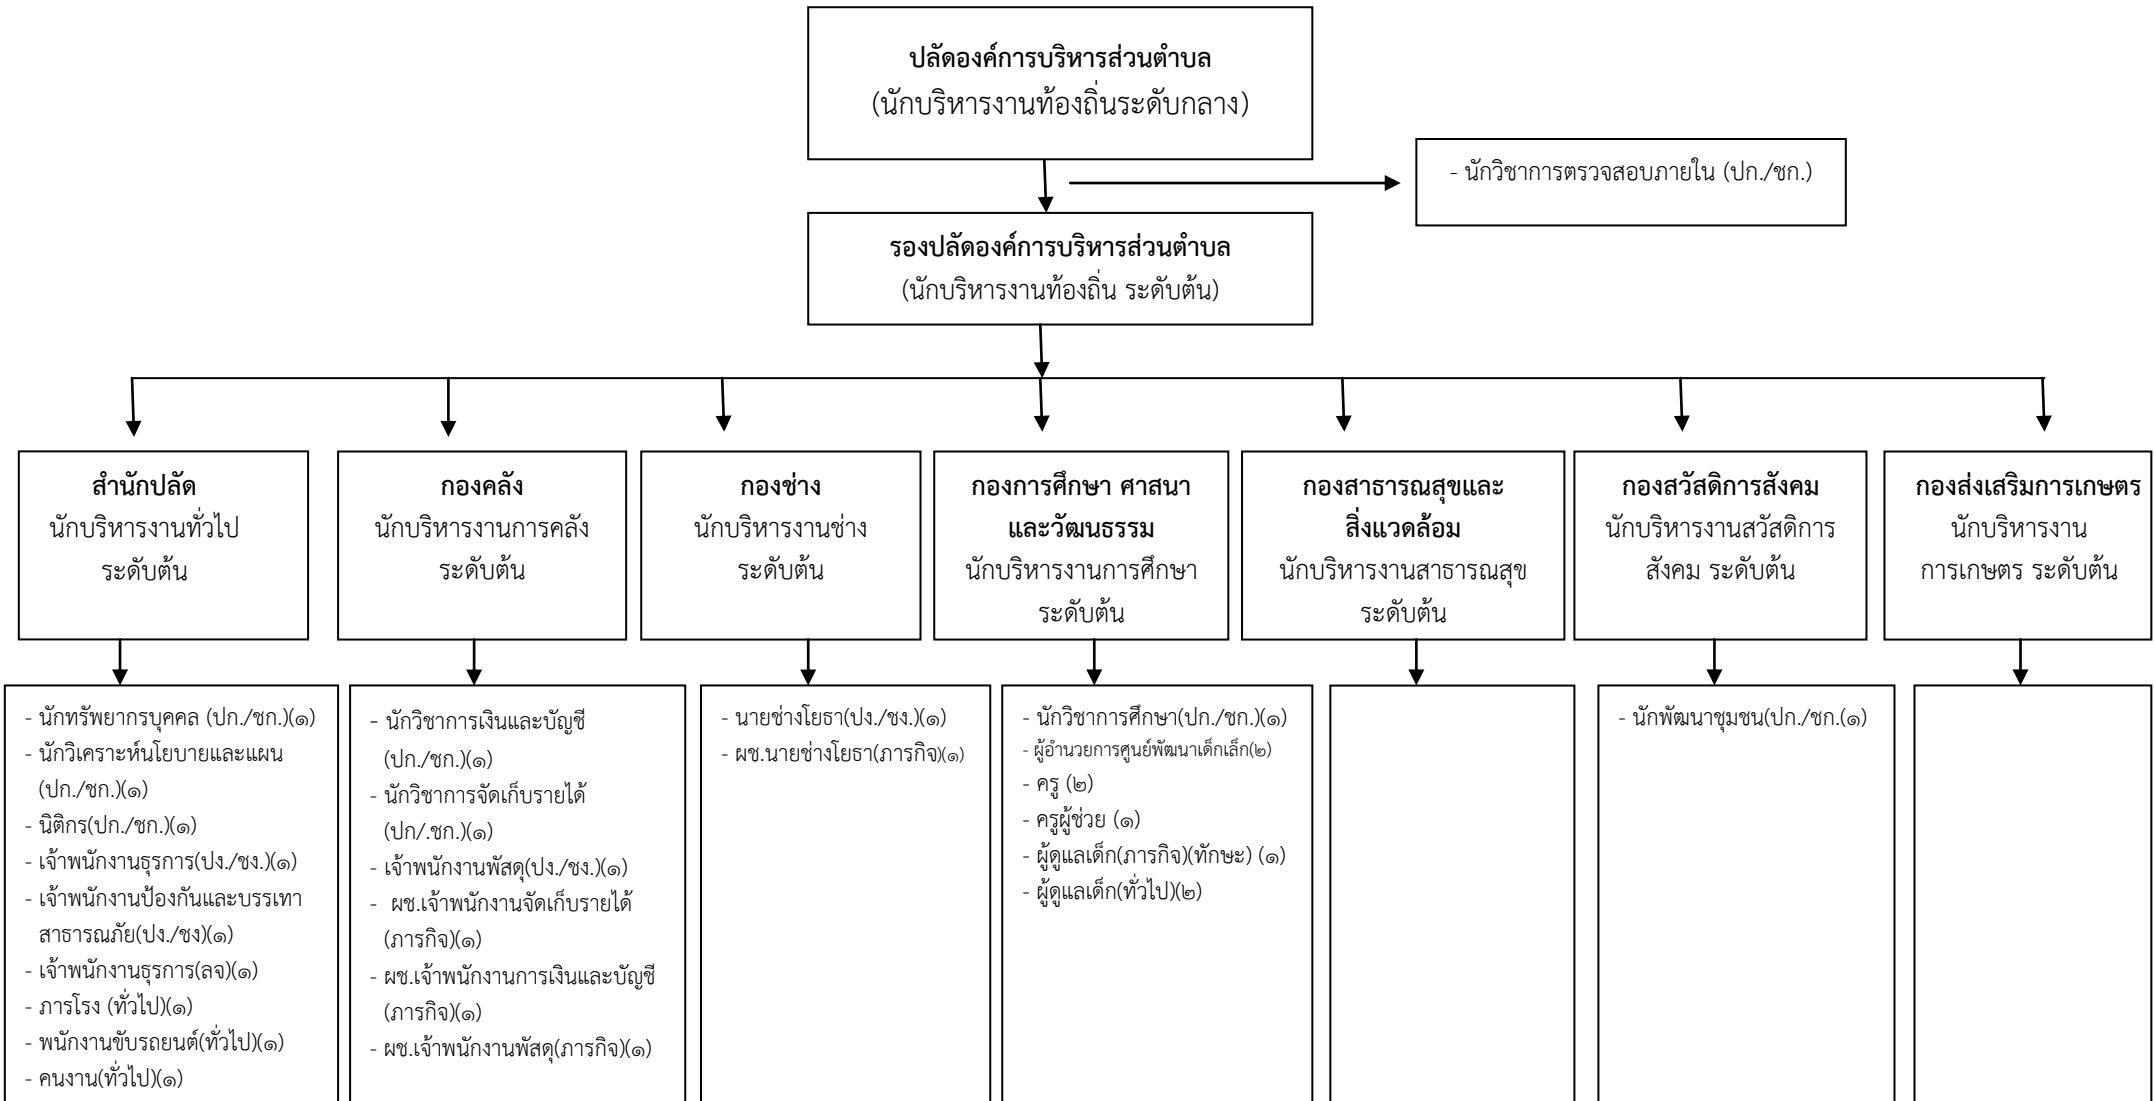 ปลัดองค์การบริหารส่วนตำบล
(นักบริหารงานท้องถิ่นระดับกลาง)
- นักวิชาการตรวจสอบภายใน (ปก./ชก.)
รองปลัดองค์การบริหารส่วนตำบล
(นักบริหารงานท้องถิ่น ระดับต้น)
สำนักปลัด
นักบริหารงานทั่วไป
ระดับต้น
กองคลัง
นักบริหารงานการคลัง
ระดับต้น
กองช่าง
นักบริหารงานช่าง
ระดับต้น
กองการศึกษา ศาสนา
และวัฒนธรรม
นักบริหารงานการศึกษา
ระดับต้น
กองสาธารณสุขและ
สิ่งแวดล้อม
นักบริหารงานสาธารณสุข
ระดับต้น
กองสวัสดิการสังคม
นักบริหารงานสวัสดิการ
สังคม ระดับต้น
กองส่งเสริมการเกษตร
นักบริหารงาน
การเกษตร ระดับต้น
- นักทรัพยากรบุคคล (ปก./ชก.)(๑)
- นักวิเคราะห์นโยบายและแผน
(ปก./ชก.)(๑)
- นิติกร(ปก./ชก.)(๑)
- เจ้าพนักงานธุรการ(ปง./ชง.)(๑)
- เจ้าพนักงานป้องกันและบรรเทา
สาธารณภัย(ปง./ชง)(๑)
- เจ้าพนักงานธุรการ(ลจ)(๑)
- ภารโรง (ทั่วไป)(๑)
- พนักงานขับรถยนต์(ทั่วไป)(๑)
- คนงาน(ทั่วไป)(๑)
- นักวิชาการเงินและบัญชี
(ปก./ชก.)(๑)
- นักวิชาการจัดเก็บรายได้
(ปก/.ชก.)(๑)
- เจ้าพนักงานพัสดุ(ปง./ชง.)(๑)
- ผช.เจ้าพนักงานจัดเก็บรายได้
(ภารกิจ)(๑)
- ผช.เจ้าพนักงานการเงินและบัญชี
(ภารกิจ)(๑)
- ผช.เจ้าพนักงานพัสดุ(ภารกิจ)(๑)
- นายช่างโยธา(ปง./ชง.)(๑)
- ผช.นายช่างโยธา(ภารกิจ)(๑)
- นักวิชาการศึกษา(ปก./ชก.)(๑)
- ผู้อำนวยการศูนย์พัฒนาเด็กเล็ก(๒)
- ครู (๒)
- ครูผู้ช่วย (๑)
- ผู้ดูแลเด็ก(ภารกิจ)(ทักษะ) (๑)
- ผู้ดูแลเด็ก(ทั่วไป)(๒)
- นักพัฒนาชุมชน(ปก./ชก.(๑)